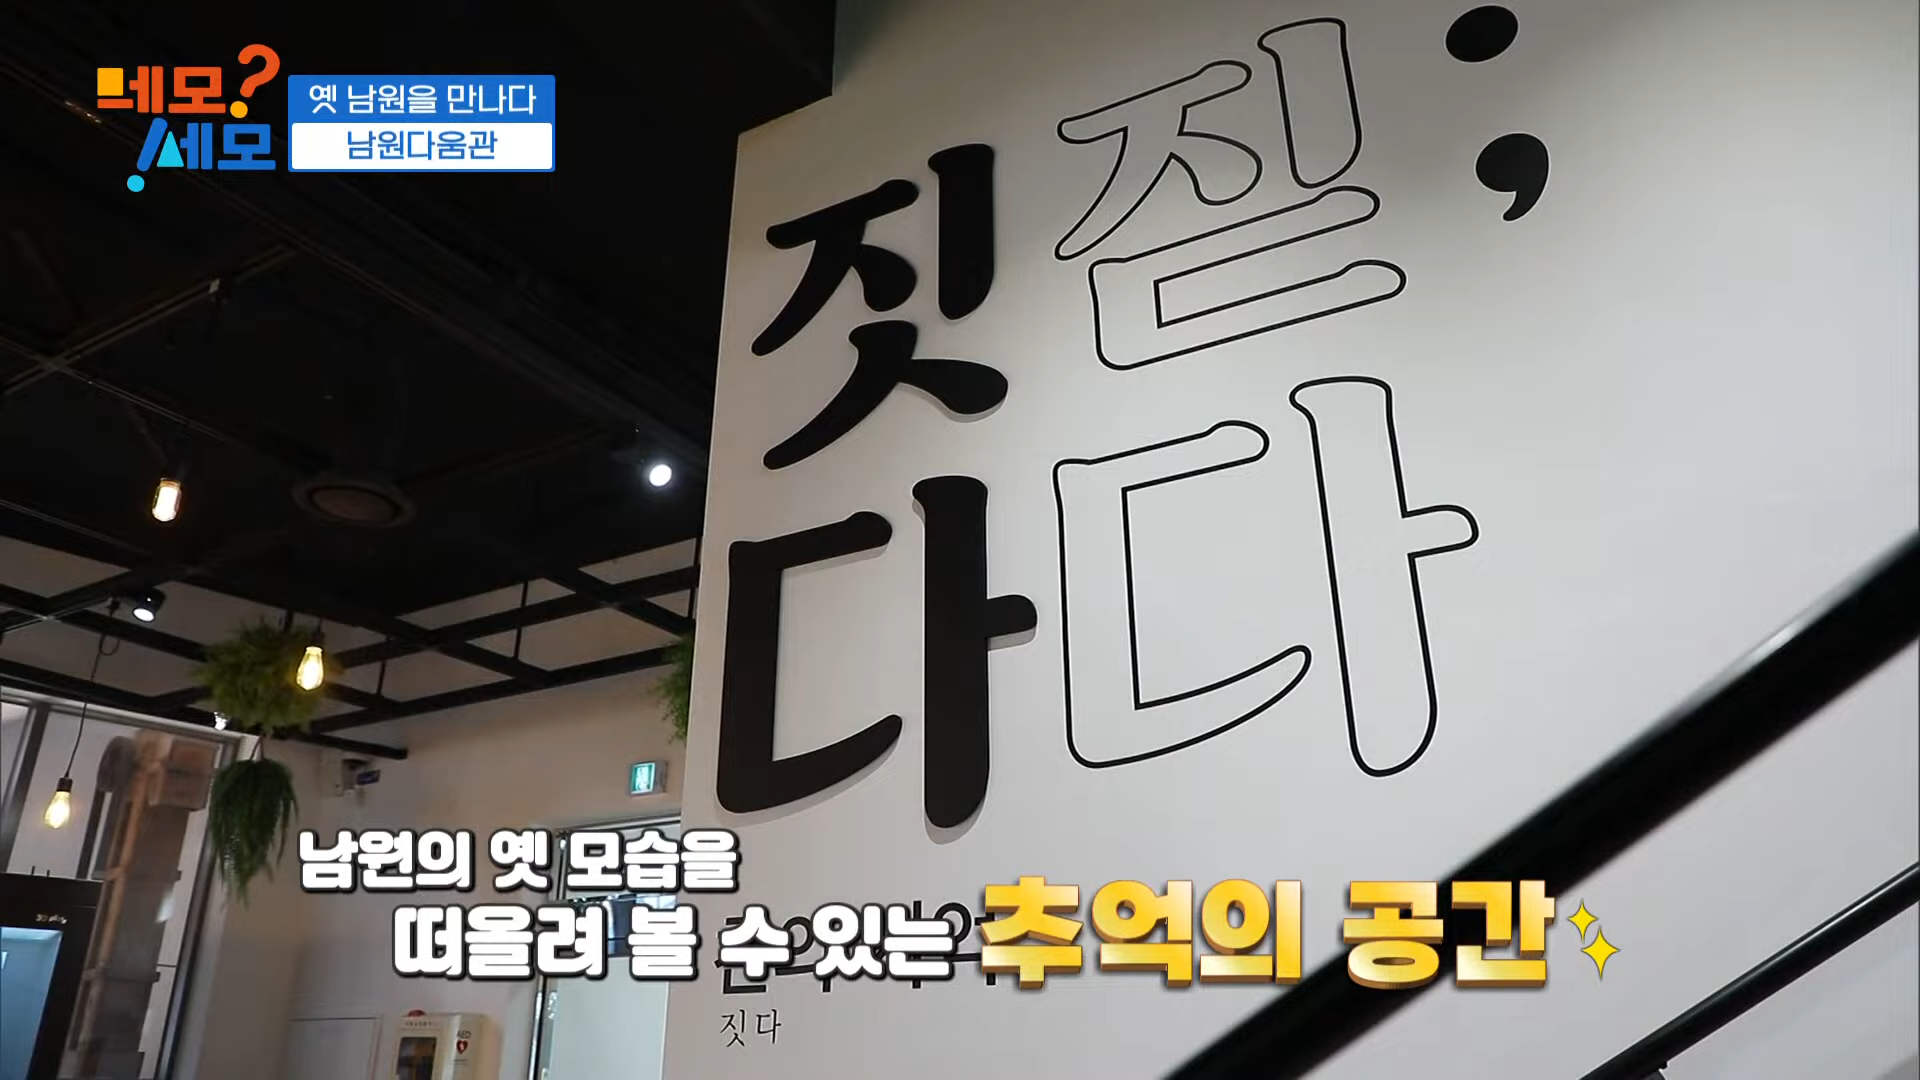 네모?
세모!
옛 남원을 만나다
남원다움관
짓다
짇다;
남원의 옛 모습을
떠올려 볼 수 있는 추억의 공간
짓다
AED